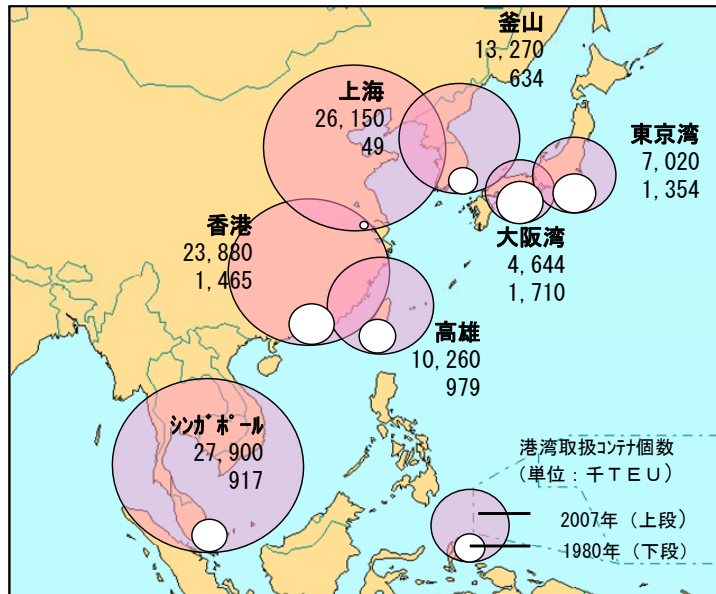 釜山
13,270
634
上海
26,150
49
東京湾
7,020
1,354
香港
23,880
1,465
大阪湾
4,644
1,710
高雄
10,260
979
シンガポール
27,900
917
港湾取扱コンテナ個数
(単位：千ＴＥＵ)
2007年（上段）
1980年（下段）